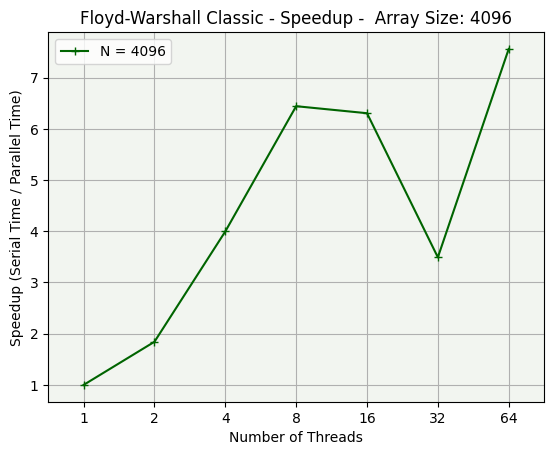 Floyd-Warshall Classic - Speedup -  Array Size: 4096
N = 4096
Speedup (Serial Time / Parallel Time)
7
6
5
4
3
2
1
1 2 4 8 16 32 64
Number of Threads